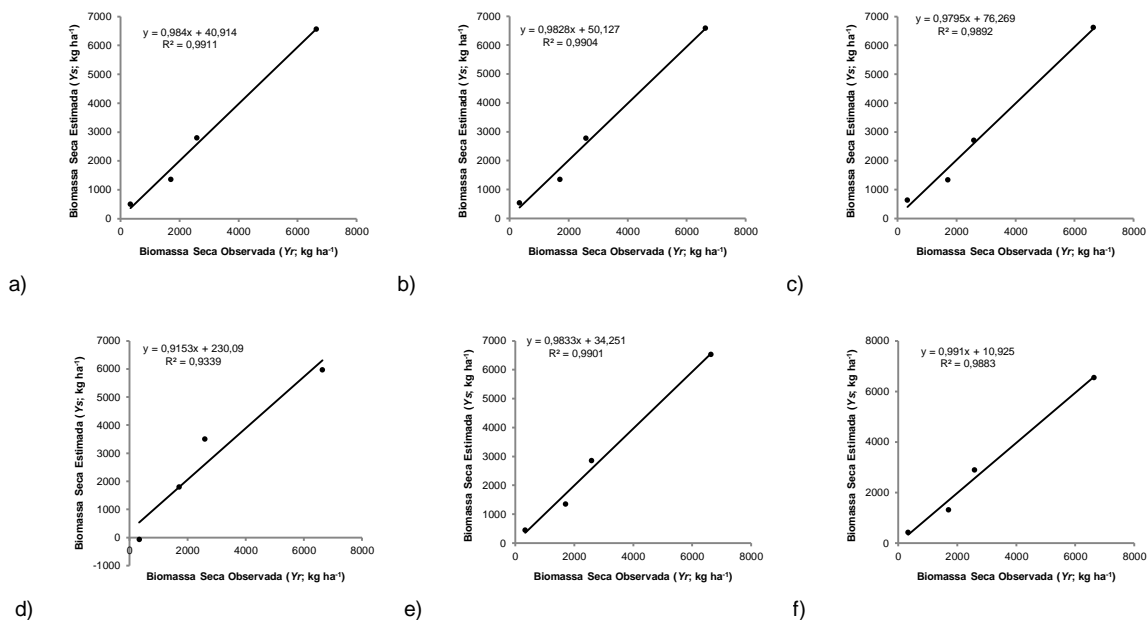 y = 0,984x + 40,914
R² = 0,9911
Biomassa Seca Estimada (Ys; kg ha⁻¹)
7000
6000
5000
4000
3000
2000
1000
0
0 2000 4000 6000 8000
Biomassa Seca Observada (Yr; kg ha⁻¹)
a)
y = 0,9828x + 50,127
R² = 0,9904
Biomassa Seca Estimada (Ys; kg ha⁻¹)
7000
6000
5000
4000
3000
2000
1000
0
0 2000 4000 6000 8000
Biomassa Seca Observada (Yr; kg ha⁻¹)
b)
y = 0,9795x + 76,269
R² = 0,9892
Biomassa Seca Estimada (Ys; kg ha⁻¹)
7000
6000
5000
4000
3000
2000
1000
0
0 2000 4000 6000 8000
Biomassa Seca Observada (Yr; kg ha⁻¹)
c)
y = 0,9153x + 230,09
R² = 0,9339
Biomassa Seca Estimada (Ys; kg ha⁻¹)
7000
6000
5000
4000
3000
2000
1000
0
-1000
0 2000 4000 6000 8000
Biomassa Seca Observada (Yr; kg ha⁻¹)
d)
y = 0,9833x + 34,251
R² = 0,9901
Biomassa Seca Estimada (Ys; kg ha⁻¹)
7000
6000
5000
4000
3000
2000
1000
0
0 2000 4000 6000 8000
Biomassa Seca Observada (Yr; kg ha⁻¹)
e)
y = 0,991x + 10,925
R² = 0,9883
Biomassa Seca Estimada (Ys; kg ha⁻¹)
10000
8000
6000
4000
2000
0
0 2000 4000 6000 8000
Biomassa Seca Observada (Yr; kg ha⁻¹)
f)